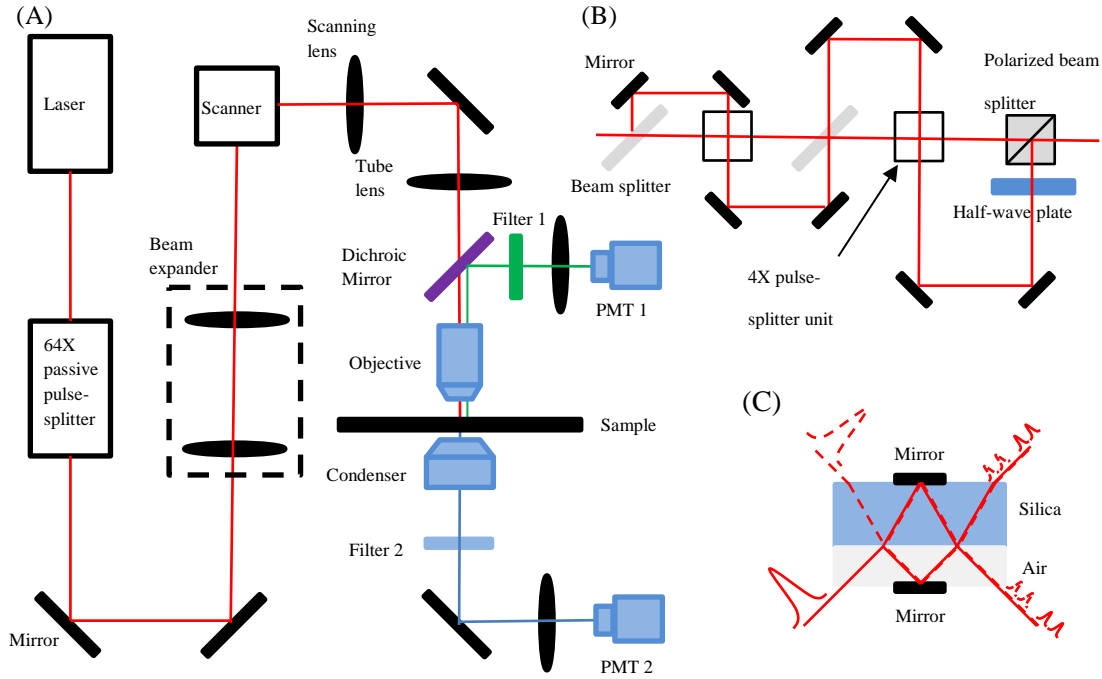 (A)
Laser
64X
passive
pulse-
splitter
Mirror
Beam
expander
Scanner
Scanning
lens
Tube
lens
Dichroic
Mirror
Filter 1
PMT 1
Objective
Sample
Condenser
Filter 2
PMT 2
(B)
Mirror
Beam splitter
4X pulse-
splitter unit
Polarized beam
splitter
Half-wave plate
(C)
Mirror
Silica
Air
Mirror